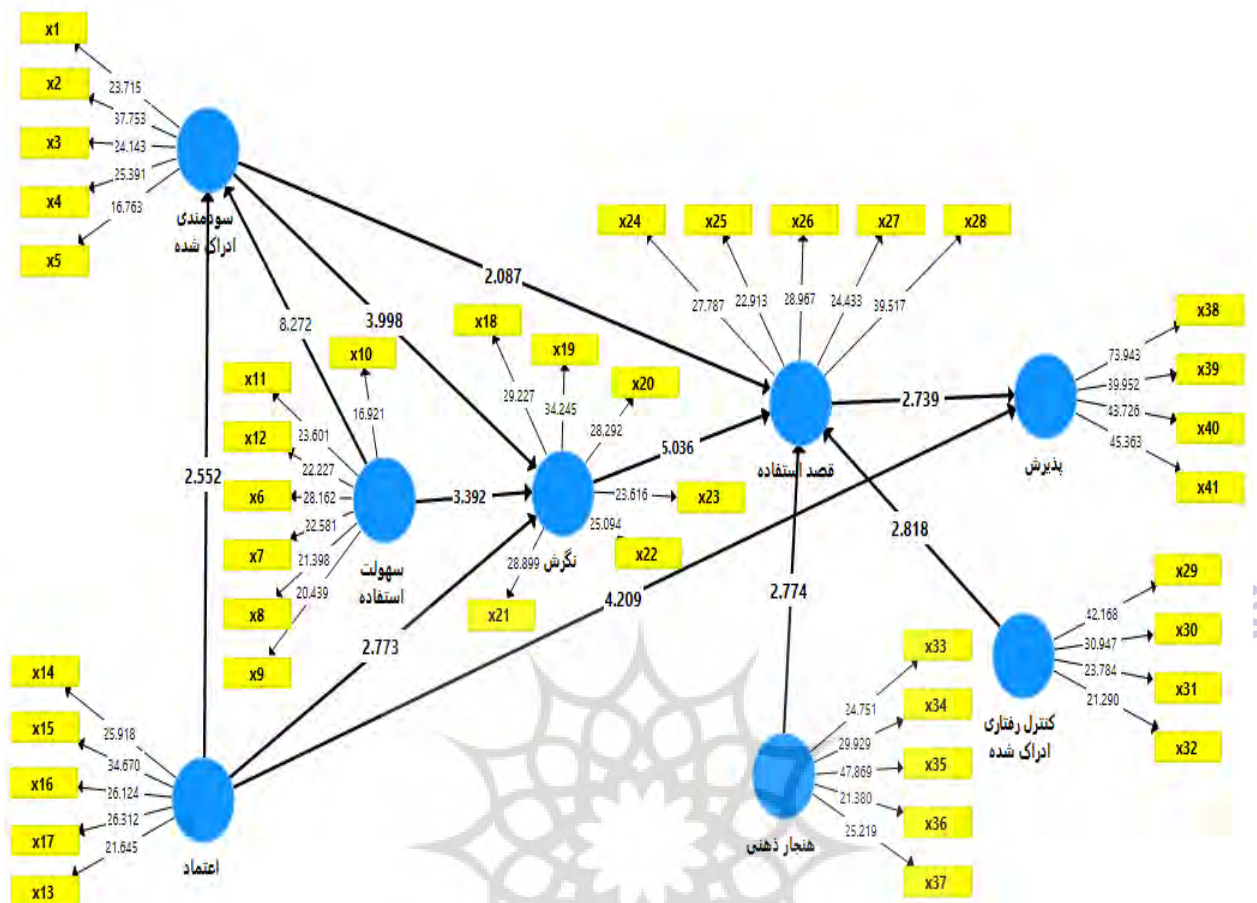 x1
x2
x3
x4
x5
23.715
37.753
24.143
25.391
16.763
سودمندی
ادراک شده
2.087
3.998
8.272
2.552
x10
x11
x12
x6
x7
x8
x9
16.921
23.601
22.227
28.162
22.581
21.398
20.439
سهولت
استفاده
3.392
x18
x19
x20
x23
x22
x21
29.227
34.245
28.292
23.616
25.094
28.899
نگرش
5.036
x24
x25
x26
x27
x28
27.787
22.913
28.967
24.433
39.517
قصد استفاده
2.739
x38
x39
x40
x41
73.943
39.952
43.726
45.363
پذیرش
2.818
2.774
4.209
2.773
x14
x15
x16
x17
x13
25.918
34.670
26.124
26.312
21.645
اعتماد
x33
x34
x35
x36
x37
24.751
29.929
47.869
21.380
25.219
هنجار ذهنی
x29
x30
x31
x32
42.168
30.947
23.784
21.290
کنترل رفتاری
ادراک شده